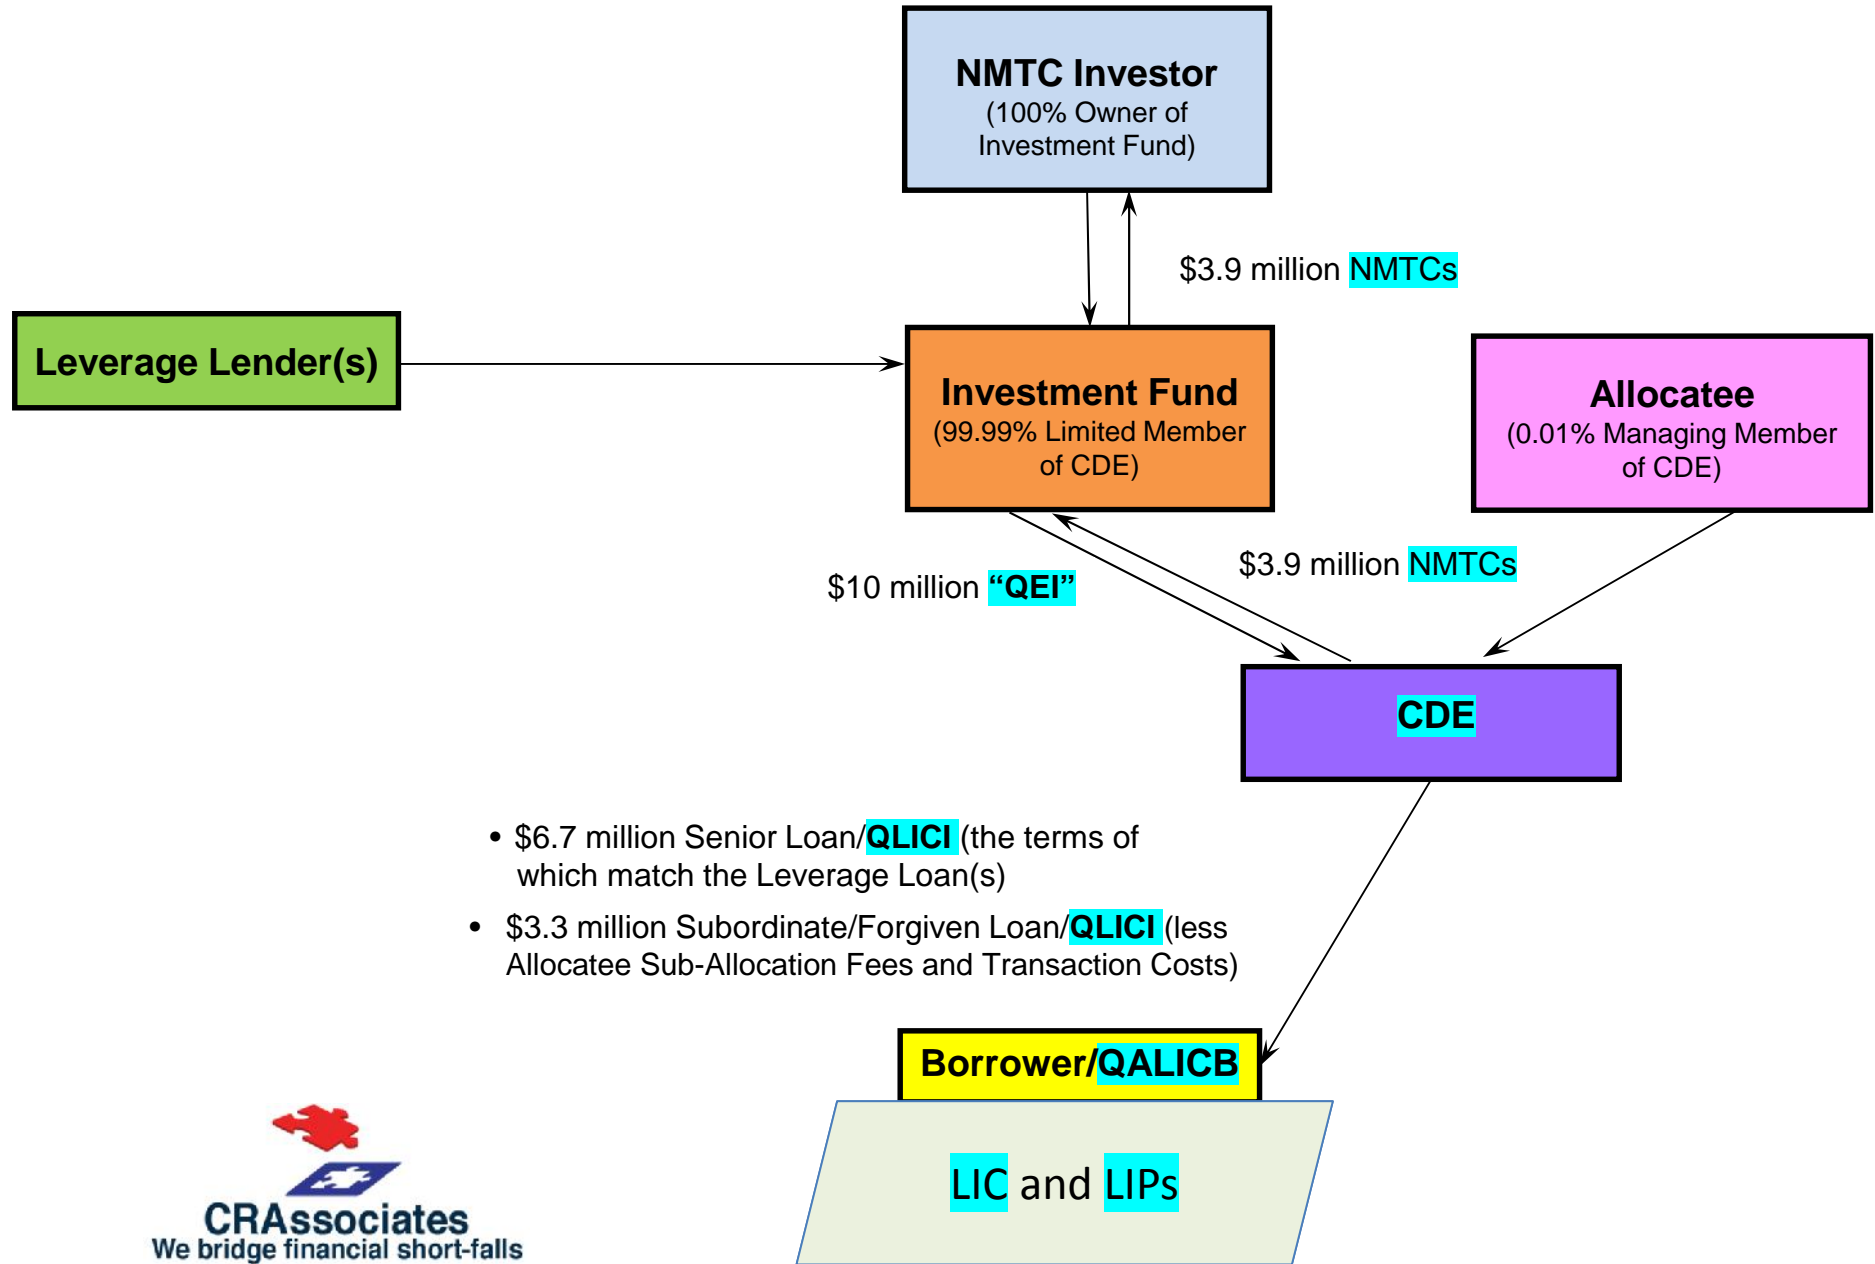 NMTC Investor
(100% Owner of
Investment Fund)
$3.9 million NMTCs
Leverage Lender(s)
Investment Fund
(99.99% Limited Member
of CDE)
Allocatee
(0.01% Managing Member
of CDE)
$3.9 million NMTCs
$10 million “QEI”
CDE
• $6.7 million Senior Loan/QLICI (the terms of
which match the Leverage Loan(s)
• $3.3 million Subordinate/Forgiven Loan/QLICI (less
Allocatee Sub-Allocation Fees and Transaction Costs)
Borrower/QALICB
LIC and LIPs
CRAssociates
We bridge financial short-falls